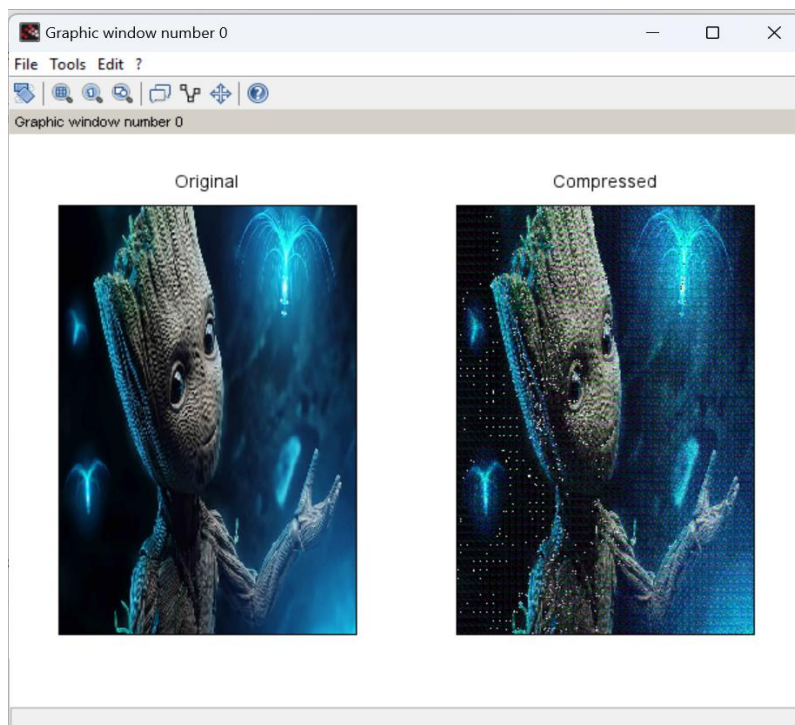 Graphic window number 0
File Tools Edit ?
Graphic window number 0
Original
Compressed